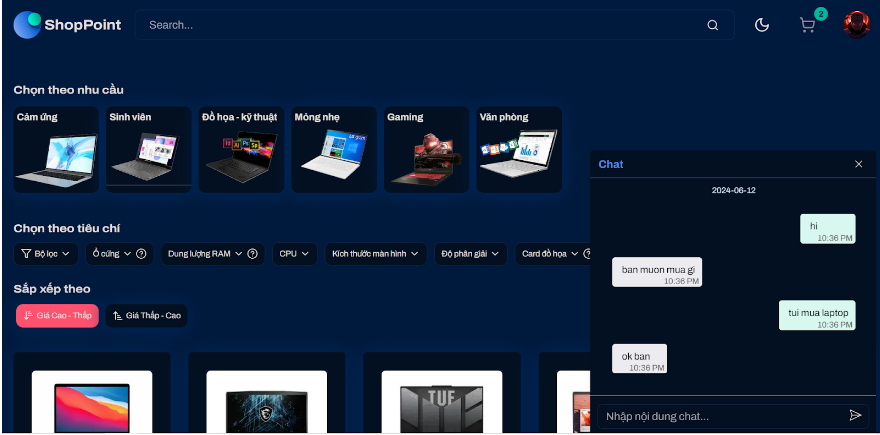 ShopPoint
Search...
2
Chọn theo nhu cầu
Cảm ứng
Sinh viên
Đồ họa - kỹ thuật
Mỏng nhẹ
Gaming
Văn phòng
Chọn theo tiêu chí
Bộ lọc
Ổ cứng
Dung lượng RAM
CPU
Kích thước màn hình
Độ phân giải
Card đồ họa
Sắp xếp theo
Giá Cao - Thấp
Giá Thấp - Cao
TUF
Chat
2024-06-12
hi
10:36 PM
ban muon mua gi
10:36 PM
tui mua laptop
10:36 PM
ok ban
10:36 PM
Nhập nội dung chat...